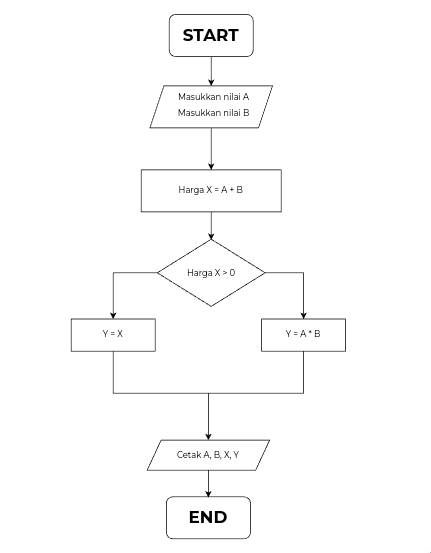 START
Masukkan nilai A
Masukkan nilai B
Harga X = A + B
Harga X > 0
Y = X
Y = A * B
Cetak A, B, X, Y
END